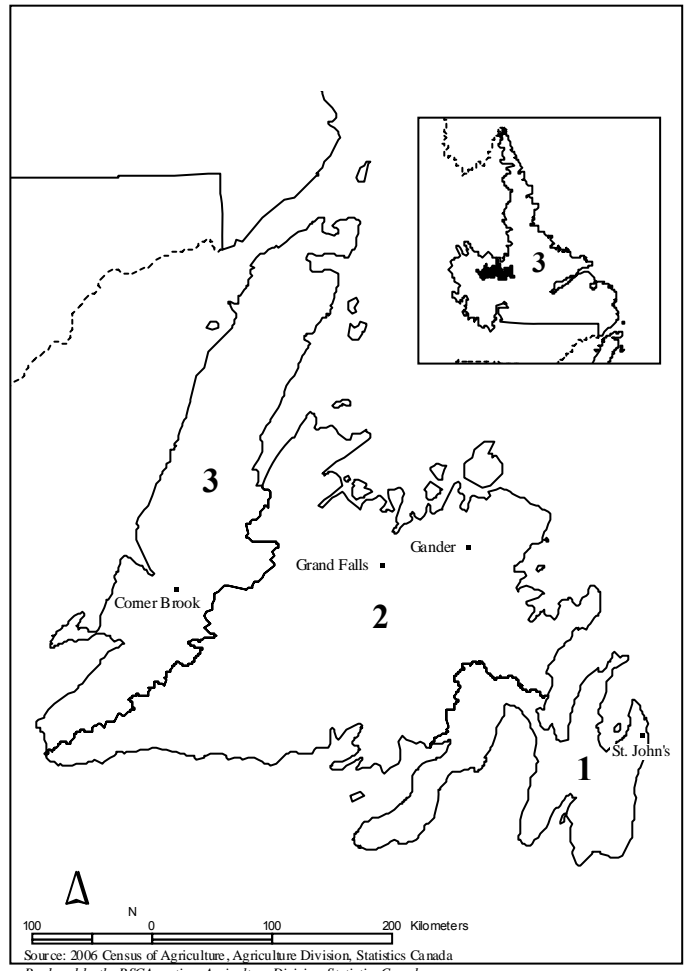 3
3
Gander
Grand Falls
Corner Brook
2
St. John's
1
N
100 0 100 200 Kilometers
Source: 2006 Census of Agriculture, Agriculture Division, Statistics Canada